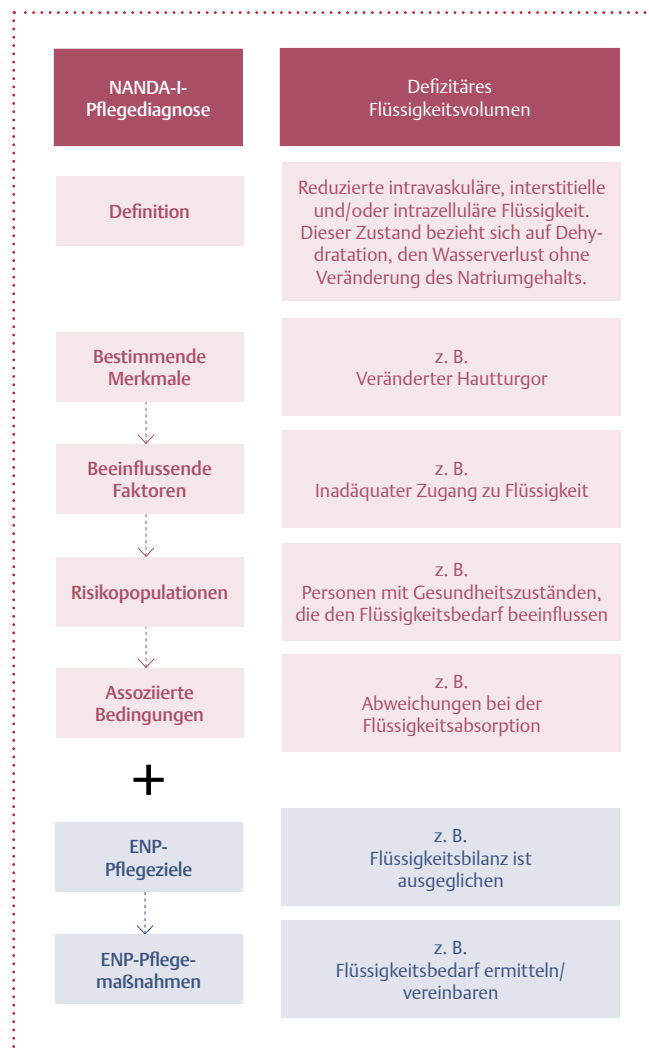 NANDA-I-
Pflegediagnose
Defizitäres
Flüssigkeitsvolumen
Definition
Reduzierte intravaskuläre, interstitielle
und/oder intrazelluläre Flüssigkeit.
Dieser Zustand bezieht sich auf Dehy-
dratation, den Wasserverlust ohne
Veränderung des Natriumgehalts.
Bestimmende
Merkmale
z. B.
Veränderter Hautturgor
Beeinflussende
Faktoren
z. B.
Inadäquater Zugang zu Flüssigkeit
Risikopopulationen
z. B.
Personen mit Gesundheitszuständen,
die den Flüssigkeitsbedarf beeinflussen
Assoziierte
Bedingungen
z. B.
Abweichungen bei der
Flüssigkeitsabsorption
+
ENP-
Pflegeziele
z. B.
Flüssigkeitsbilanz ist
ausgeglichen
ENP-Pflege-
maßnahmen
z. B.
Flüssigkeitsbedarf ermitteln/
vereinbaren